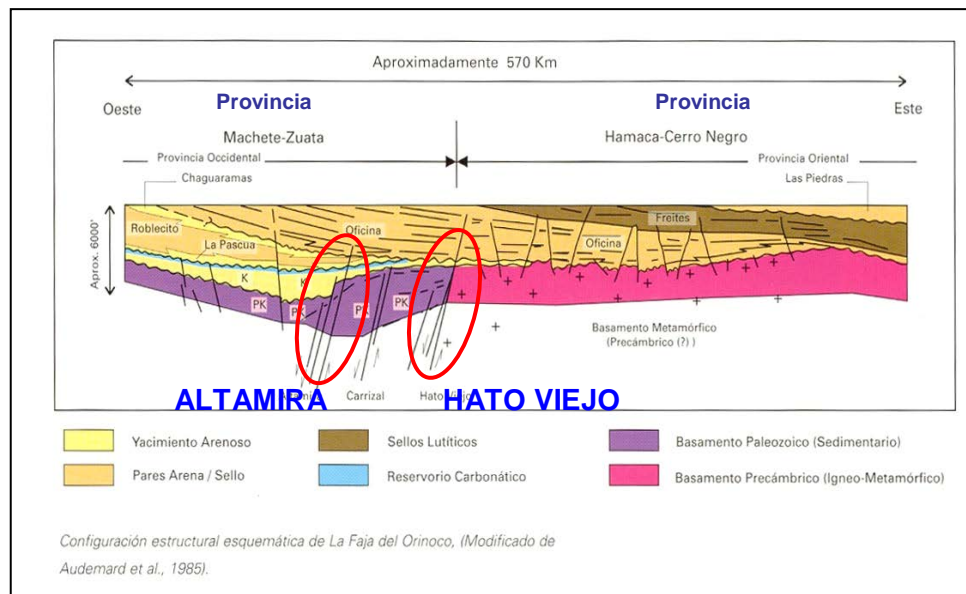 Aproximadamente 570 Km
Provincia Provincia
Oeste Este
Machete-Zuata Hamaca-Cerro Negro
Provincia Occidental Provincia Oriental
Chaguaramas Las Piedras
Aprox. 6000'
Roblecito
La Pascua
Oficina
Freites
Oficina
K
K
PK
PK
PK
PK
Basamento Metamórfico
(Precámbrico (?) )
Carrizal
Hato Viejo
ALTAMIRA HATO VIEJO
Yacimiento Arenoso
Sellos Lutíticos
Basamento Paleozoico (Sedimentario)
Pares Arena / Sello
Reservorio Carbonático
Basamento Precámbrico (Igneo-Metamórfico)
Configuración estructural esquemática de La Faja del Orinoco, (Modificado de
Audemard et al., 1985).